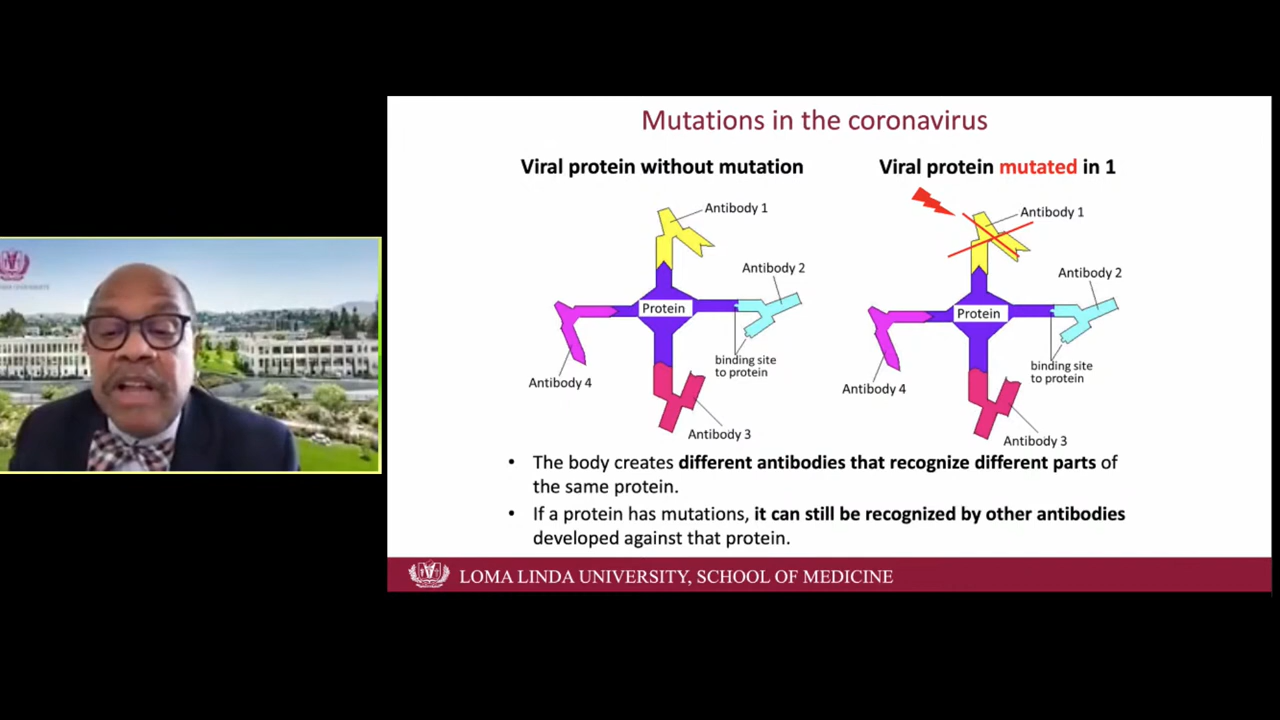 Mutations in the coronavirus
Viral protein without mutation
Antibody 1
Antibody 2
Protein
binding site
to protein
Antibody 4
Antibody 3
Viral protein mutated in 1
Antibody 1
Antibody 2
Protein
binding site
to protein
Antibody 4
Antibody 3
• The body creates different antibodies that recognize different parts of
the same protein.
• If a protein has mutations, it can still be recognized by other antibodies
developed against that protein.
LOMA LINDA UNIVERSITY, SCHOOL OF MEDICINE